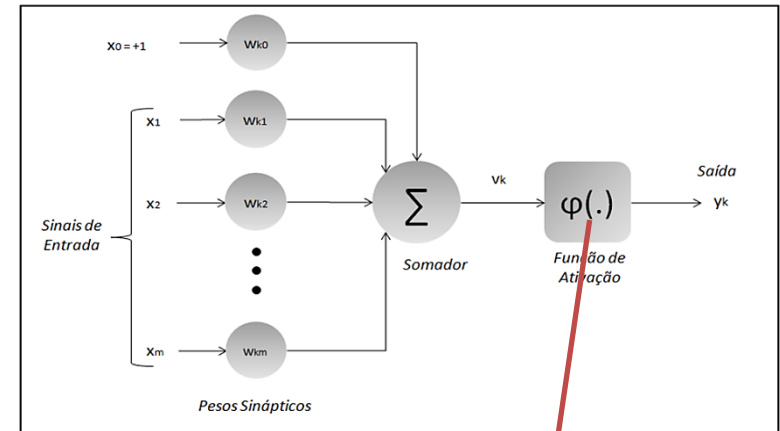 x0 = +1
wk0
x1
wk1
x2
wk2
Sinais de
Entrada
xm
wkm
Pesos Sinápticos
Σ
Somador
vk
φ(.)
Função de
Ativação
Saída
yk